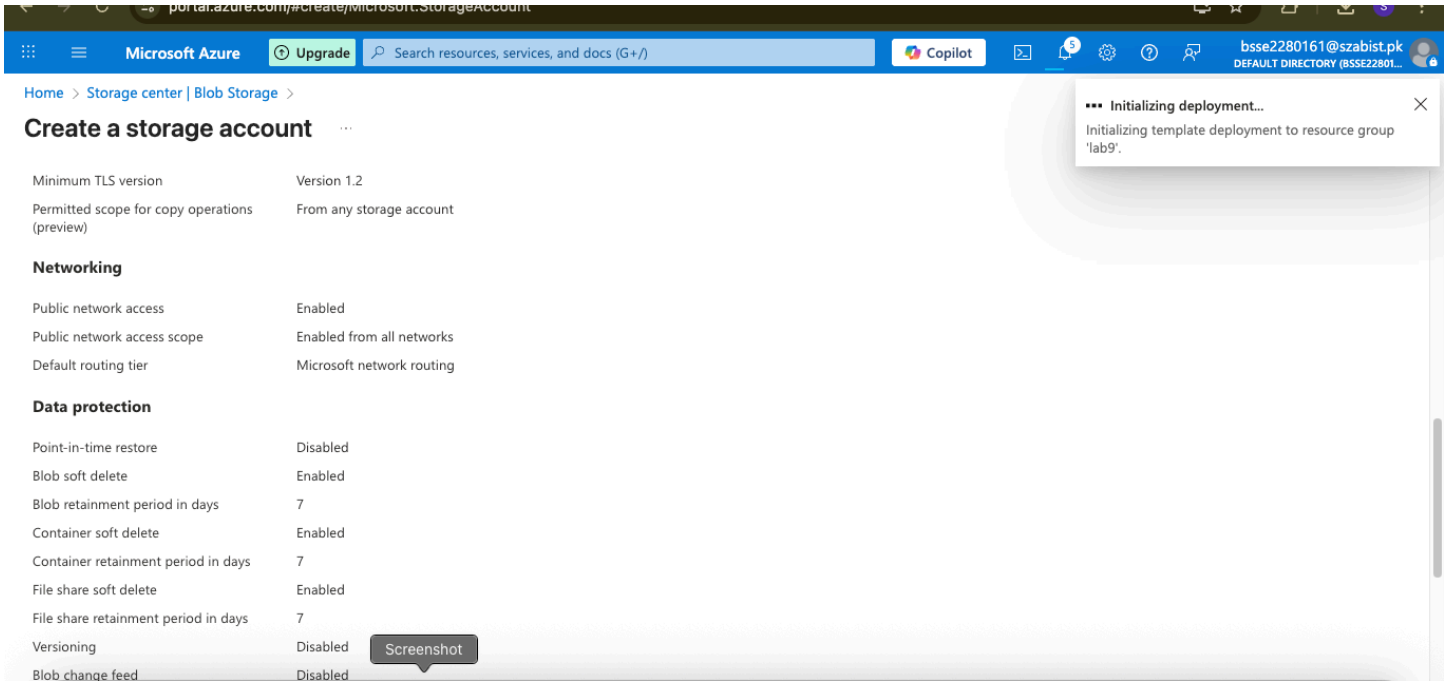 portal.azure.com/#create/Microsoft.StorageAccount
S
Microsoft Azure
Upgrade
Search resources, services, and docs (G+/)
Copilot
5
bsse2280161@szabist.pk
DEFAULT DIRECTORY (BSSE22801...
Home > Storage center | Blob Storage >
Create a storage account ...
Initializing deployment...
Initializing template deployment to resource group
'lab9'.
Minimum TLS version Version 1.2
Permitted scope for copy operations From any storage account
(preview)
Networking
Public network access Enabled
Public network access scope Enabled from all networks
Default routing tier Microsoft network routing
Data protection
Point-in-time restore Disabled
Blob soft delete Enabled
Blob retainment period in days 7
Container soft delete Enabled
Container retainment period in days 7
File share soft delete Enabled
File share retainment period in days 7
Versioning Disabled
Screenshot
Blob change feed Disabled